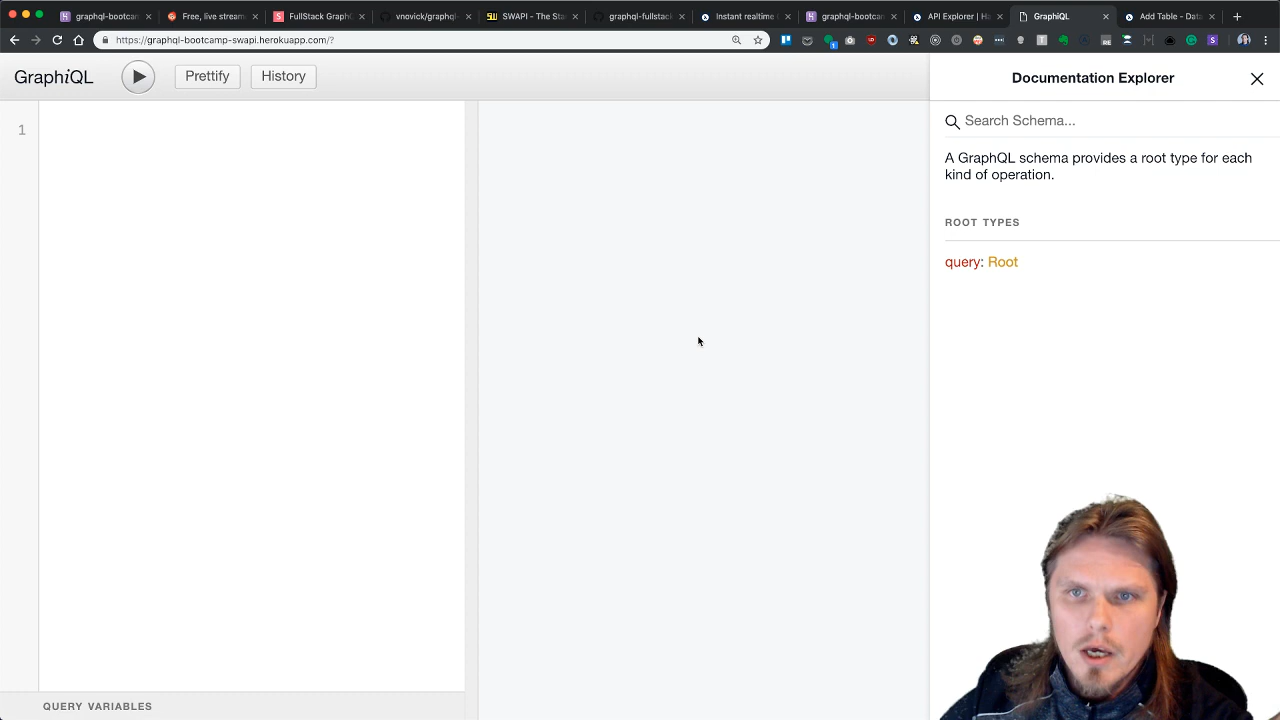 graphql-bootcam
Free, live stream
FullStack GraphQ
vnovick/graphql-
SWAPI - The Sta
graphql-fullstack
Instant realtime
graphql-bootcam
API Explorer | Ha
GraphiQL
Add Table - Data
https://graphql-bootcamp-swapi.herokuapp.com/?
GraphiQL
Prettify
History
Documentation Explorer
Search Schema...
A GraphQL schema provides a root type for each
kind of operation.
ROOT TYPES
query: Root
1
QUERY VARIABLES